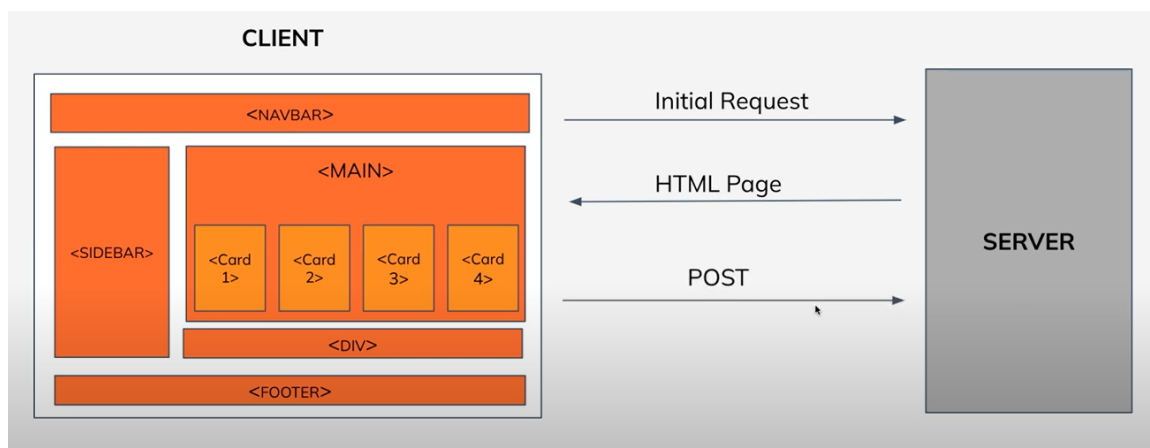 CLIENT
<NAVBAR>
<SIDEBAR>
<MAIN>
<Card
1>
<Card
2>
<Card
3>
<Card
4>
<DIV>
<FOOTER>
Initial Request
HTML Page
POST
SERVER